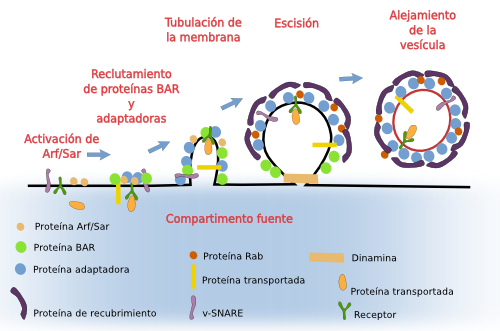 Tubulación de
la membrana
Escisión
Alejamiento
de la
vesícula
Reclutamiento
de proteínas BAR
y
adaptadoras
Activación de
Arf/Sar
Compartimento fuente
Proteína Arf/Sar
Proteína BAR
Proteína adaptadora
Proteína de recubrimiento
Proteína Rab
Proteína transportada
v-SNARE
Dinamina
Proteína transportada
Receptor